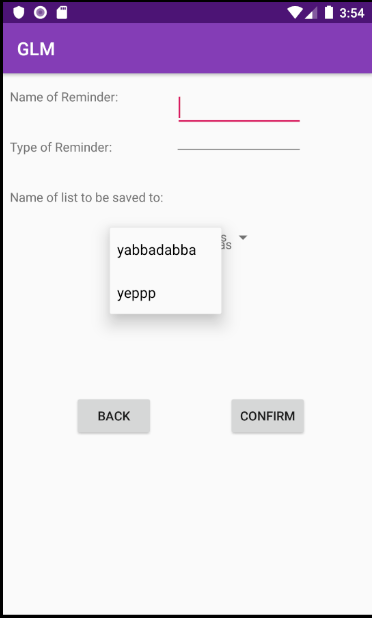 3:54
GLM
Name of Reminder:
Type of Reminder:
Name of list to be saved to:
yabbadabba
yeppp
BACK CONFIRM